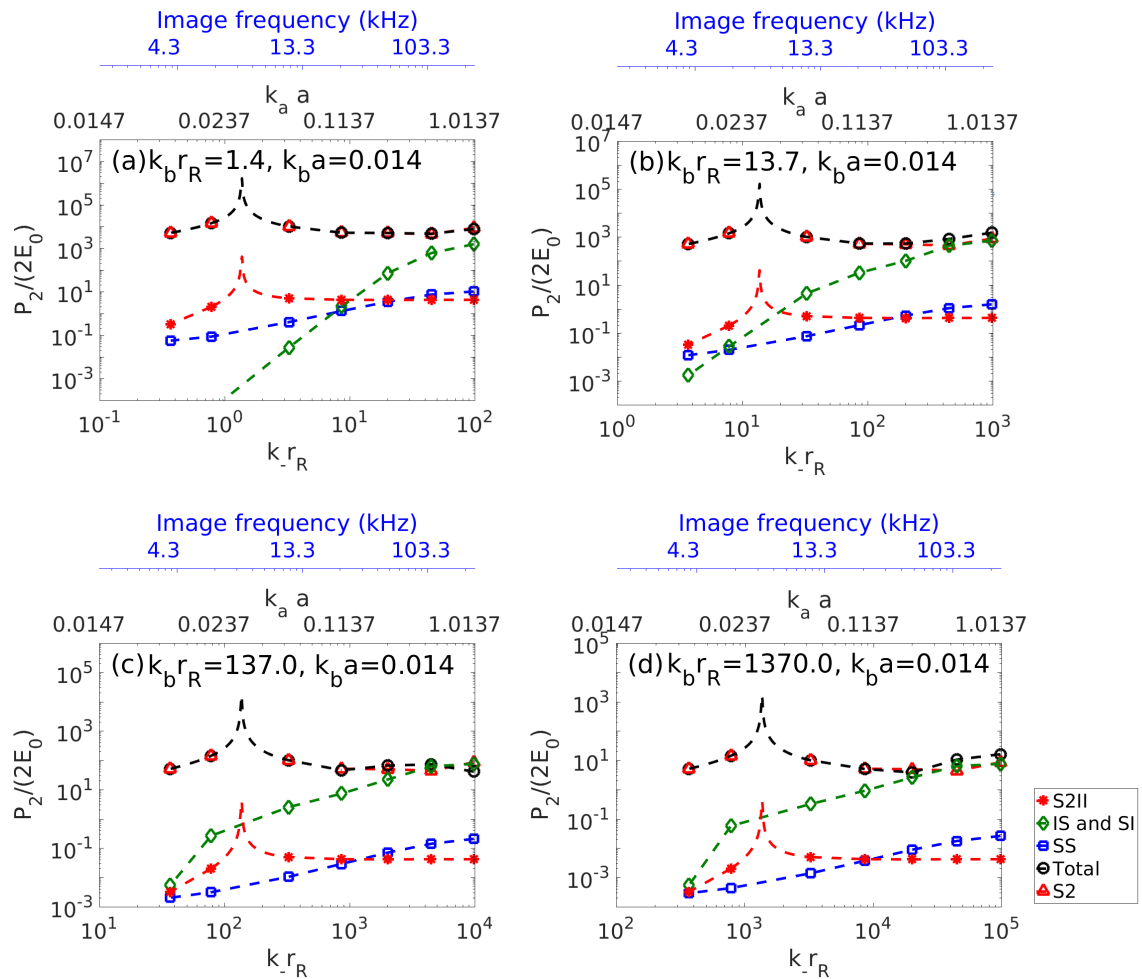 Image frequency (kHz)
4.3 13.3 103.3
k_a a
0.0147 0.0237 0.1137 1.0137
(a) k_b r_R=1.4, k_b a=0.014
P_2/(2E_0)
10^7
10^5
10^3
10^1
10^-1
10^-3
10^-1 10^0 10^1 10^2
k_- r_R
Image frequency (kHz)
4.3 13.3 103.3
k_a a
0.0147 0.0237 0.1137 1.0137
(b) k_b r_R=13.7, k_b a=0.014
P_2/(2E_0)
10^7
10^5
10^3
10^1
10^-1
10^-3
10^0 10^1 10^2 10^3
k_- r_R
Image frequency (kHz)
4.3 13.3 103.3
k_a a
0.0147 0.0237 0.1137 1.0137
(c) k_b r_R=137.0, k_b a=0.014
P_2/(2E_0)
10^5
10^3
10^1
10^-1
10^-3
10^1 10^2 10^3 10^4
k_- r_R
Image frequency (kHz)
4.3 13.3 103.3
k_a a
0.0147 0.0237 0.1137 1.0137
(d) k_b r_R=1370.0, k_b a=0.014
P_2/(2E_0)
10^5
10^3
10^1
10^-1
10^-3
10^2 10^3 10^4 10^5
k_- r_R
S2II
IS and SI
SS
Total
S2